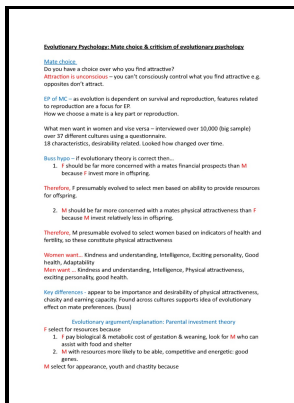 Evolutionary Psychology: Mate choice & criticism of evolutionary psychology
Mate choice
Do you have a choice over who you find attractive?
Attraction is unconscious – you can't consciously control what you find attractive e.g.
opposites don't attract.
EP of MC – as evolution is dependent on survival and reproduction, features related
to reproduction are a focus for EP.
How we choose a mate is a key part or reproduction.
What men want in women and vise versa – interviewed over 10,000 (big sample)
over 37 different cultures using a questionnaire.
18 characteristics, desirability related. Looked how changed over time.
Buss hypo – if evolutionary theory is correct then…
1. F should be far more concerned with a mates financial prospects than M
because F invest more in offspring.
Therefore, F presumably evolved to select men based on ability to provide resources
for offspring.
2. M should be far more concerned with a mates physical attractiveness than F
because M invest relatively less in offspring.
Therefore, M presumable evolved to select women based on indicators of health and
fertility, so these constitute physical attractiveness
Women want… Kindness and understanding, Intelligence, Exciting personality, Good
health, Adaptability
Men want … Kindness and understanding, Intelligence, Physical attractiveness,
exciting personality, good health.
Key differences - appear to be importance and desirability of physical attractiveness,
chasity and earning capacity. Found across cultures supports idea of evolutionary
effect on mate preferences. (buss)
Evolutionary argument/explanation: Parental investment theory
F select for resources because
1. F pay biological & metabolic cost of gestation & weaning, look for M who can
assist with food and shelter
2. M with resources more likely to be able, competitive and energetic: good
genes.
M select for appearance, youth and chastity because